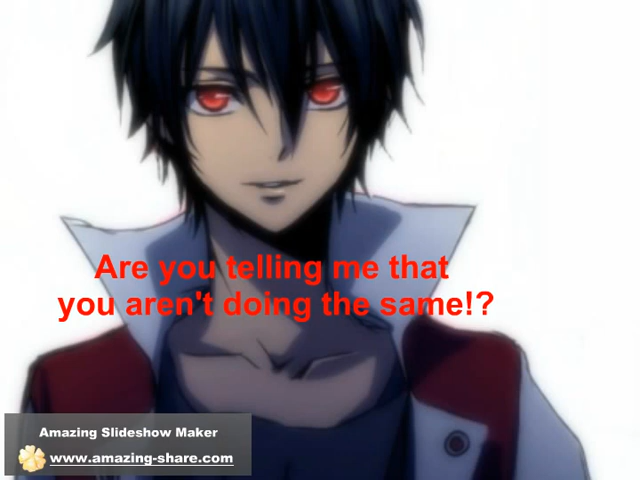 Are you telling me that
you aren't doing the same!?
Amazing Slideshow Maker
www.amazing-share.com